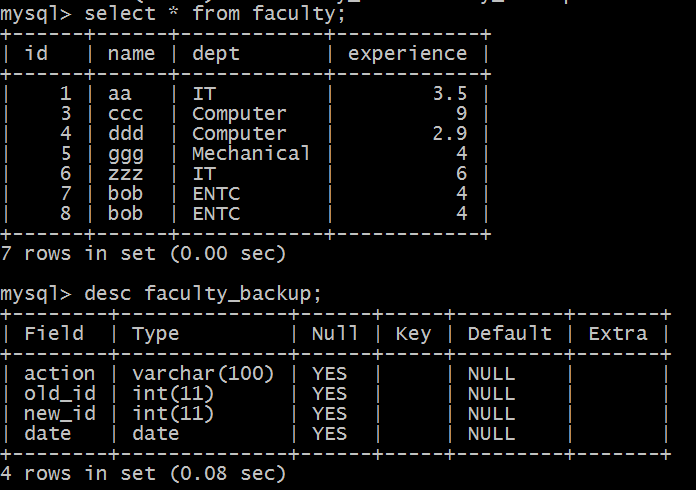 mysql> select * from faculty;
+------+------+------------+------------+
| id   | name | dept       | experience |
+------+------+------------+------------+
|    1 | aa   | IT         |        3.5 |
|    3 | ccc  | Computer   |          9 |
|    4 | ddd  | Computer   |        2.9 |
|    5 | ggg  | Mechanical |          4 |
|    6 | zzz  | IT         |          6 |
|    7 | bob  | ENTC       |          4 |
|    8 | bob  | ENTC       |          4 |
+------+------+------------+------------+
7 rows in set (0.00 sec)

mysql> desc faculty_backup;
+--------+--------------+------+-----+---------+-------+
| Field  | Type         | Null | Key | Default | Extra |
+--------+--------------+------+-----+---------+-------+
| action | varchar(100) | YES  |     | NULL    |       |
| old_id | int(11)      | YES  |     | NULL    |       |
| new_id | int(11)      | YES  |     | NULL    |       |
| date   | date         | YES  |     | NULL    |       |
+--------+--------------+------+-----+---------+-------+
4 rows in set (0.08 sec)